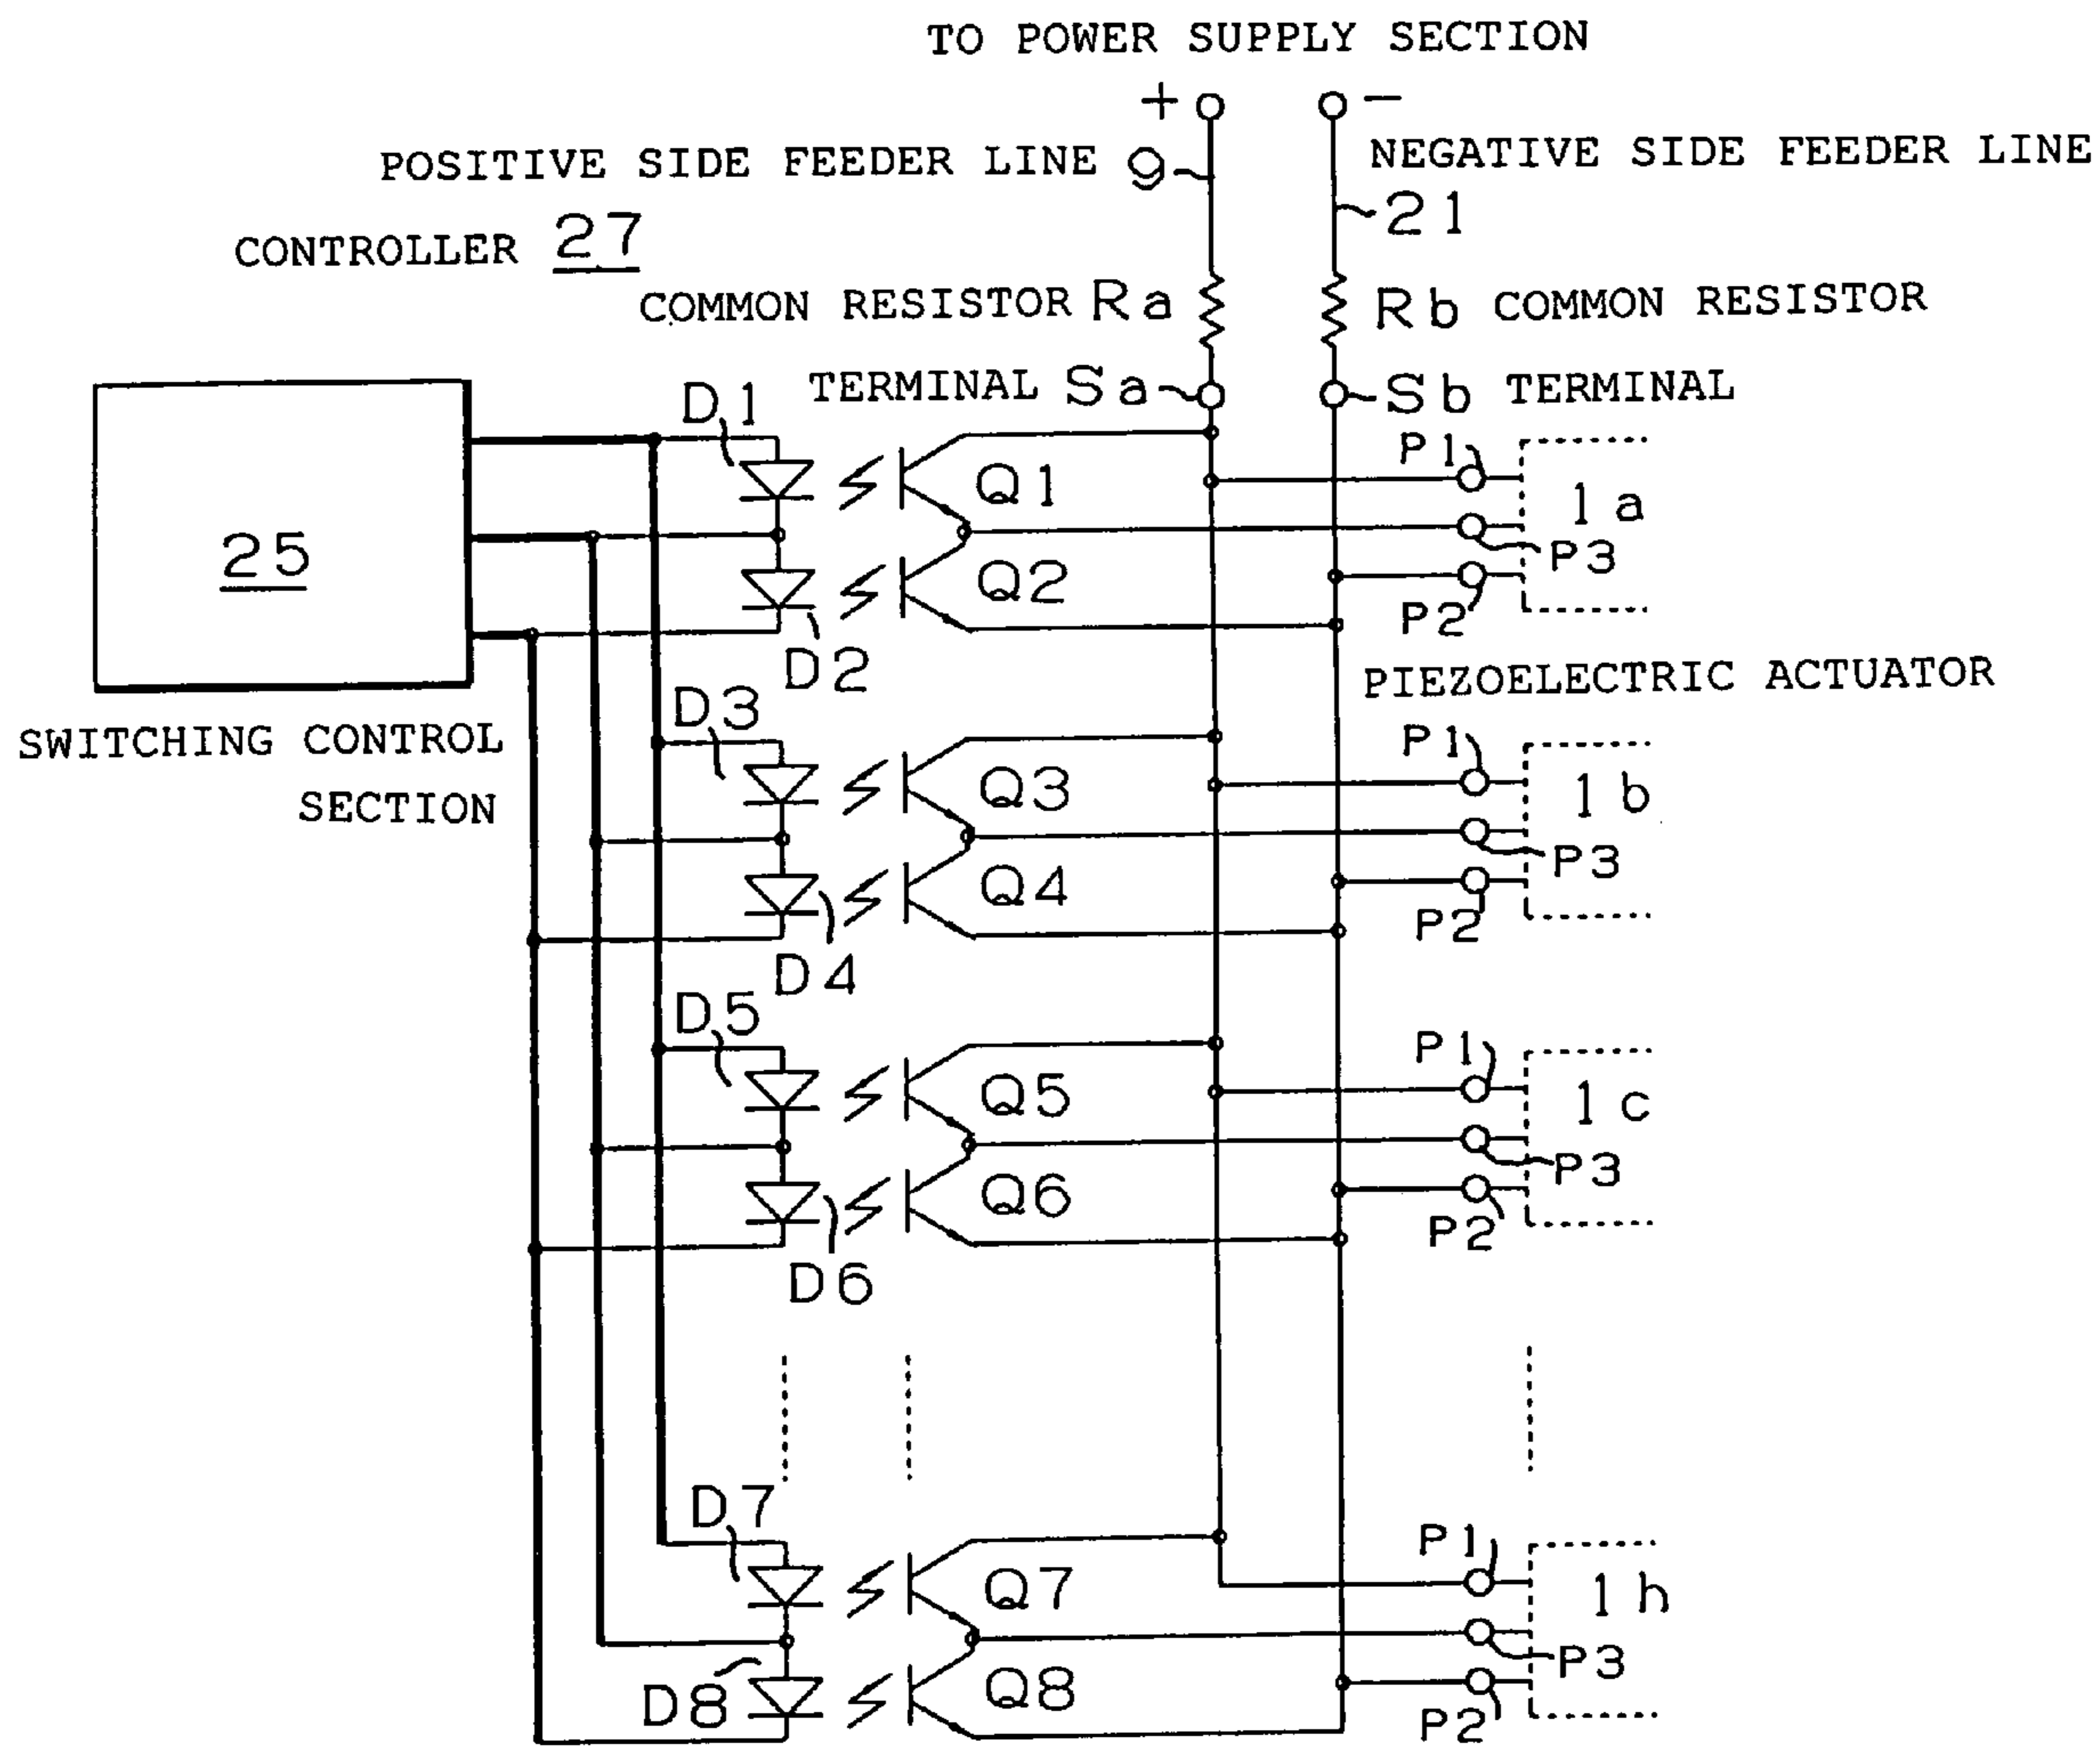 TO POWER SUPPLY SECTION
+ −
POSITIVE SIDE FEEDER LINE 9
NEGATIVE SIDE FEEDER LINE
21
CONTROLLER 27
COMMON RESISTOR Ra
Rb COMMON RESISTOR
TERMINAL Sa
Sb TERMINAL
D1
Q1
P1
1a
25
P3
Q2
P2
D2
PIEZOELECTRIC ACTUATOR
SWITCHING CONTROL
SECTION
D3
Q3
P1
1b
P3
Q4
P2
D4
D5
Q5
P1
1c
P3
Q6
P2
D6
D7
Q7
P1
1h
P3
D8
Q8
P2